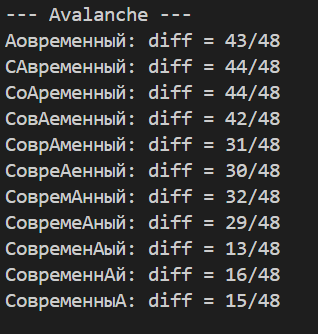 --- Avalanche ---
Аовременный: diff = 43/48
САвременный: diff = 44/48
СоАременный: diff = 44/48
СовАеменный: diff = 42/48
СоврАменный: diff = 31/48
СовреАенный: diff = 30/48
СовремАнный: diff = 32/48
СовремеАный: diff = 29/48
СовременАый: diff = 13/48
СовременнАй: diff = 16/48
СовременныА: diff = 15/48